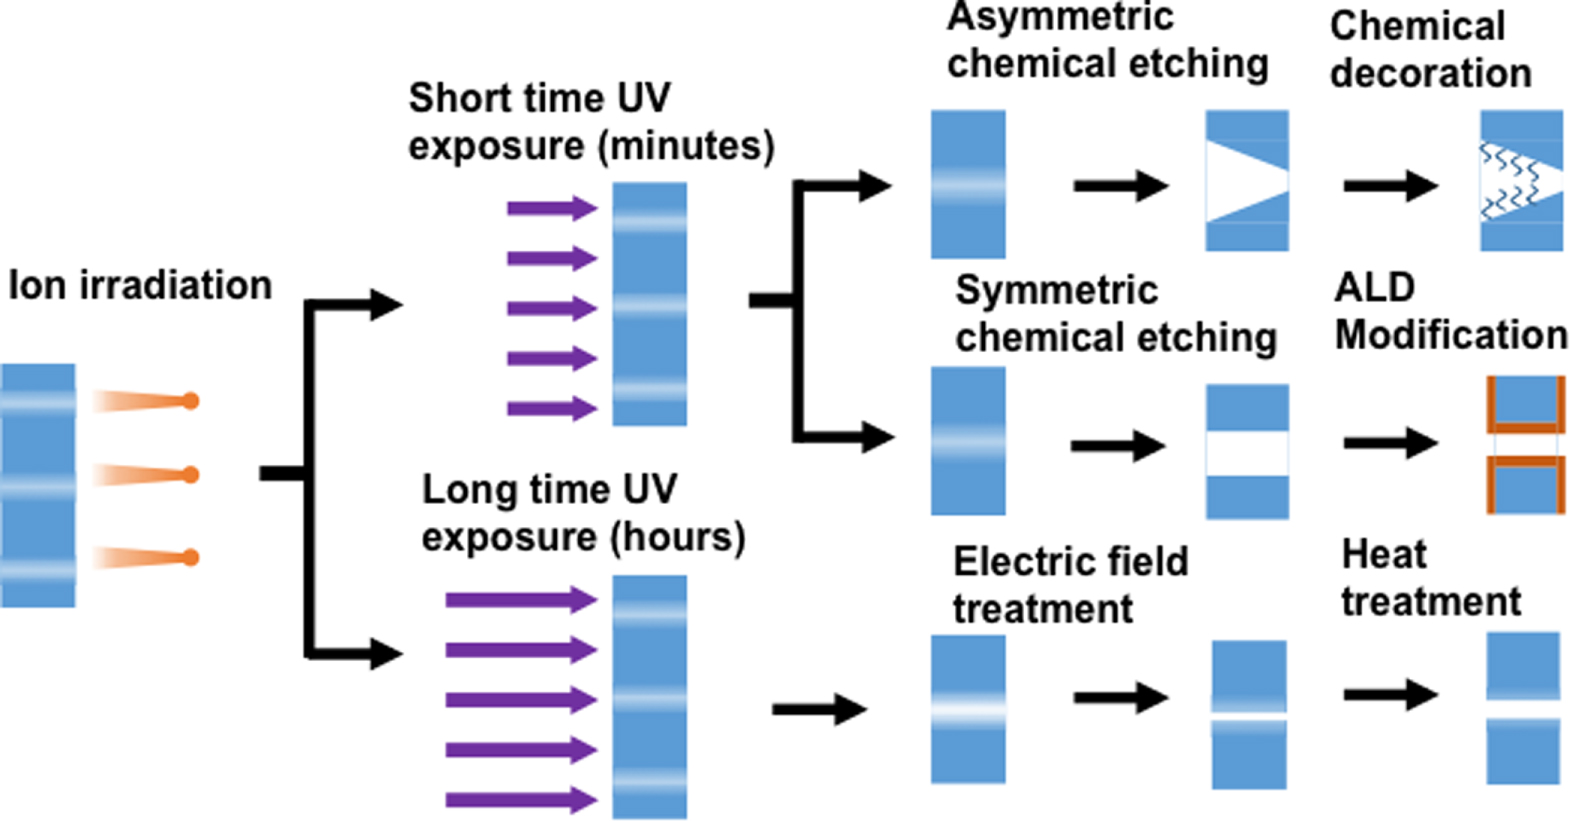 Ion irradiation
Short time UV
exposure (minutes)
Long time UV
exposure (hours)
Asymmetric
chemical etching
Chemical
decoration
Symmetric
chemical etching
ALD
Modification
Electric field
treatment
Heat
treatment